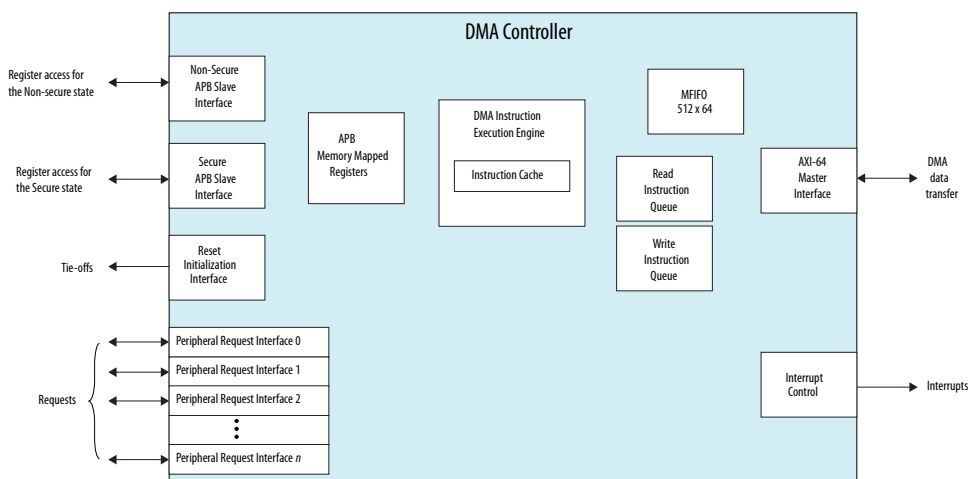 DMA Controller
Register access for
the Non-secure state
Non-Secure
APB Slave
Interface
MFIFO
512 x 64
DMA Instruction
Execution Engine
Instruction Cache
APB
Memory Mapped
Registers
Register access for
the Secure state
Secure
APB Slave
Interface
Read
Instruction
Queue
AXI-64
Master
Interface
DMA
data
transfer
Write
Instruction
Queue
Tie-offs
Reset
Initialization
Interface
Requests
Peripheral Request Interface 0
Peripheral Request Interface 1
Peripheral Request Interface 2
Peripheral Request Interface n
Interrupt
Control
Interrupts